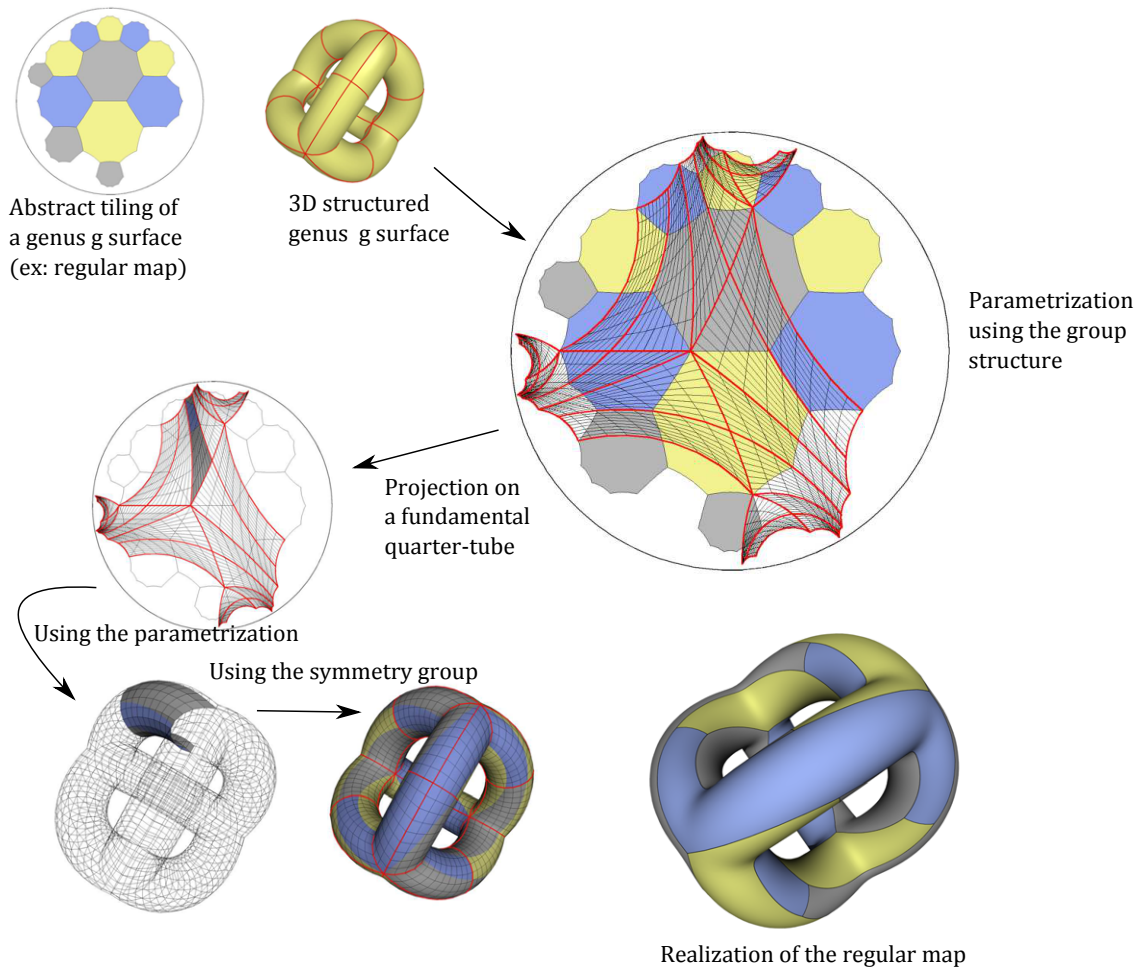 Abstract tiling of
a genus g surface
(ex: regular map)
3D structured
genus g surface
Parametrization
using the group
structure
Projection on
a fundamental
quarter-tube
Using the parametrization
Using the symmetry group
Realization of the regular map